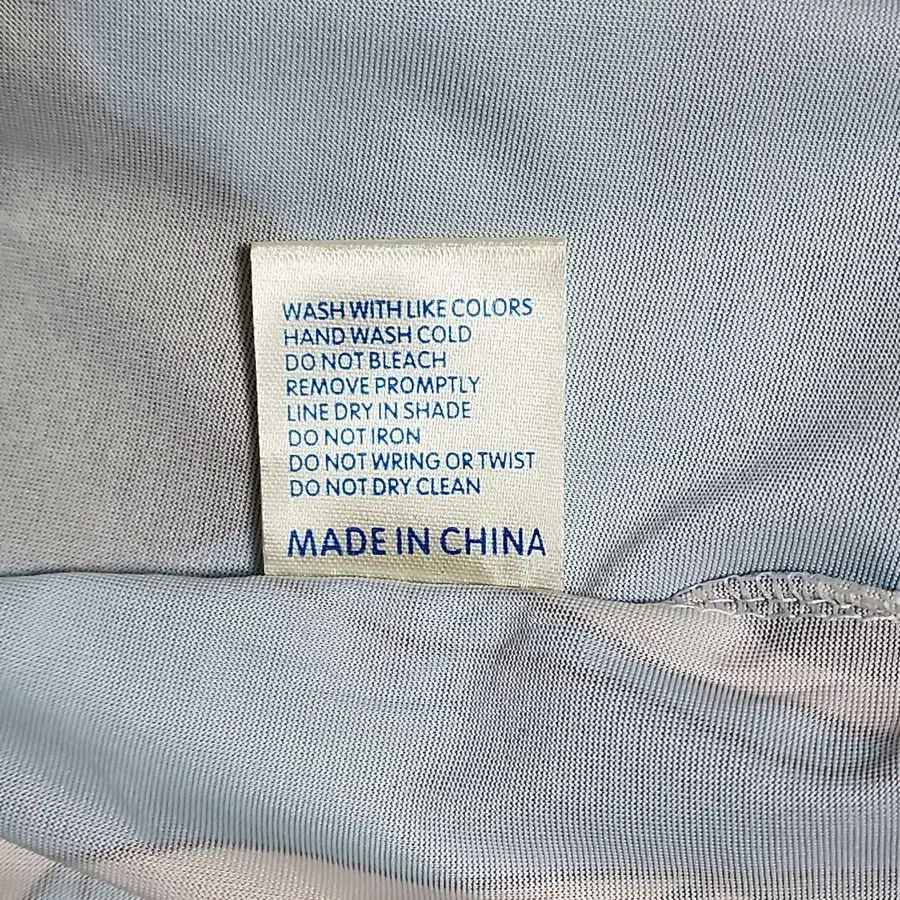 WASH WITH LIKE COLORS
HAND WASH COLD
DO NOT BLEACH
REMOVE PROMPTLY
LINE DRY IN SHADE
DO NOT IRON
DO NOT WRING OR TWIST
DO NOT DRY CLEAN
MADE IN CHINA